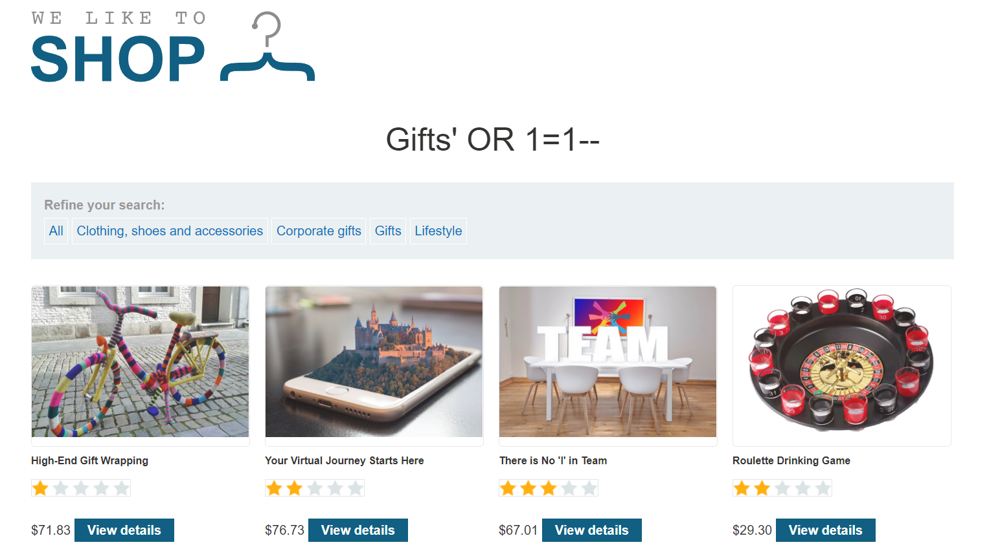 WE LIKE TO
SHOP
Gifts' OR 1=1--
Refine your search:
All Clothing, shoes and accessories Corporate gifts Gifts Lifestyle
TEAM
High-End Gift Wrapping Your Virtual Journey Starts Here There is No 'I' in Team Roulette Drinking Game
$71.83 View details $76.73 View details $67.01 View details $29.30 View details